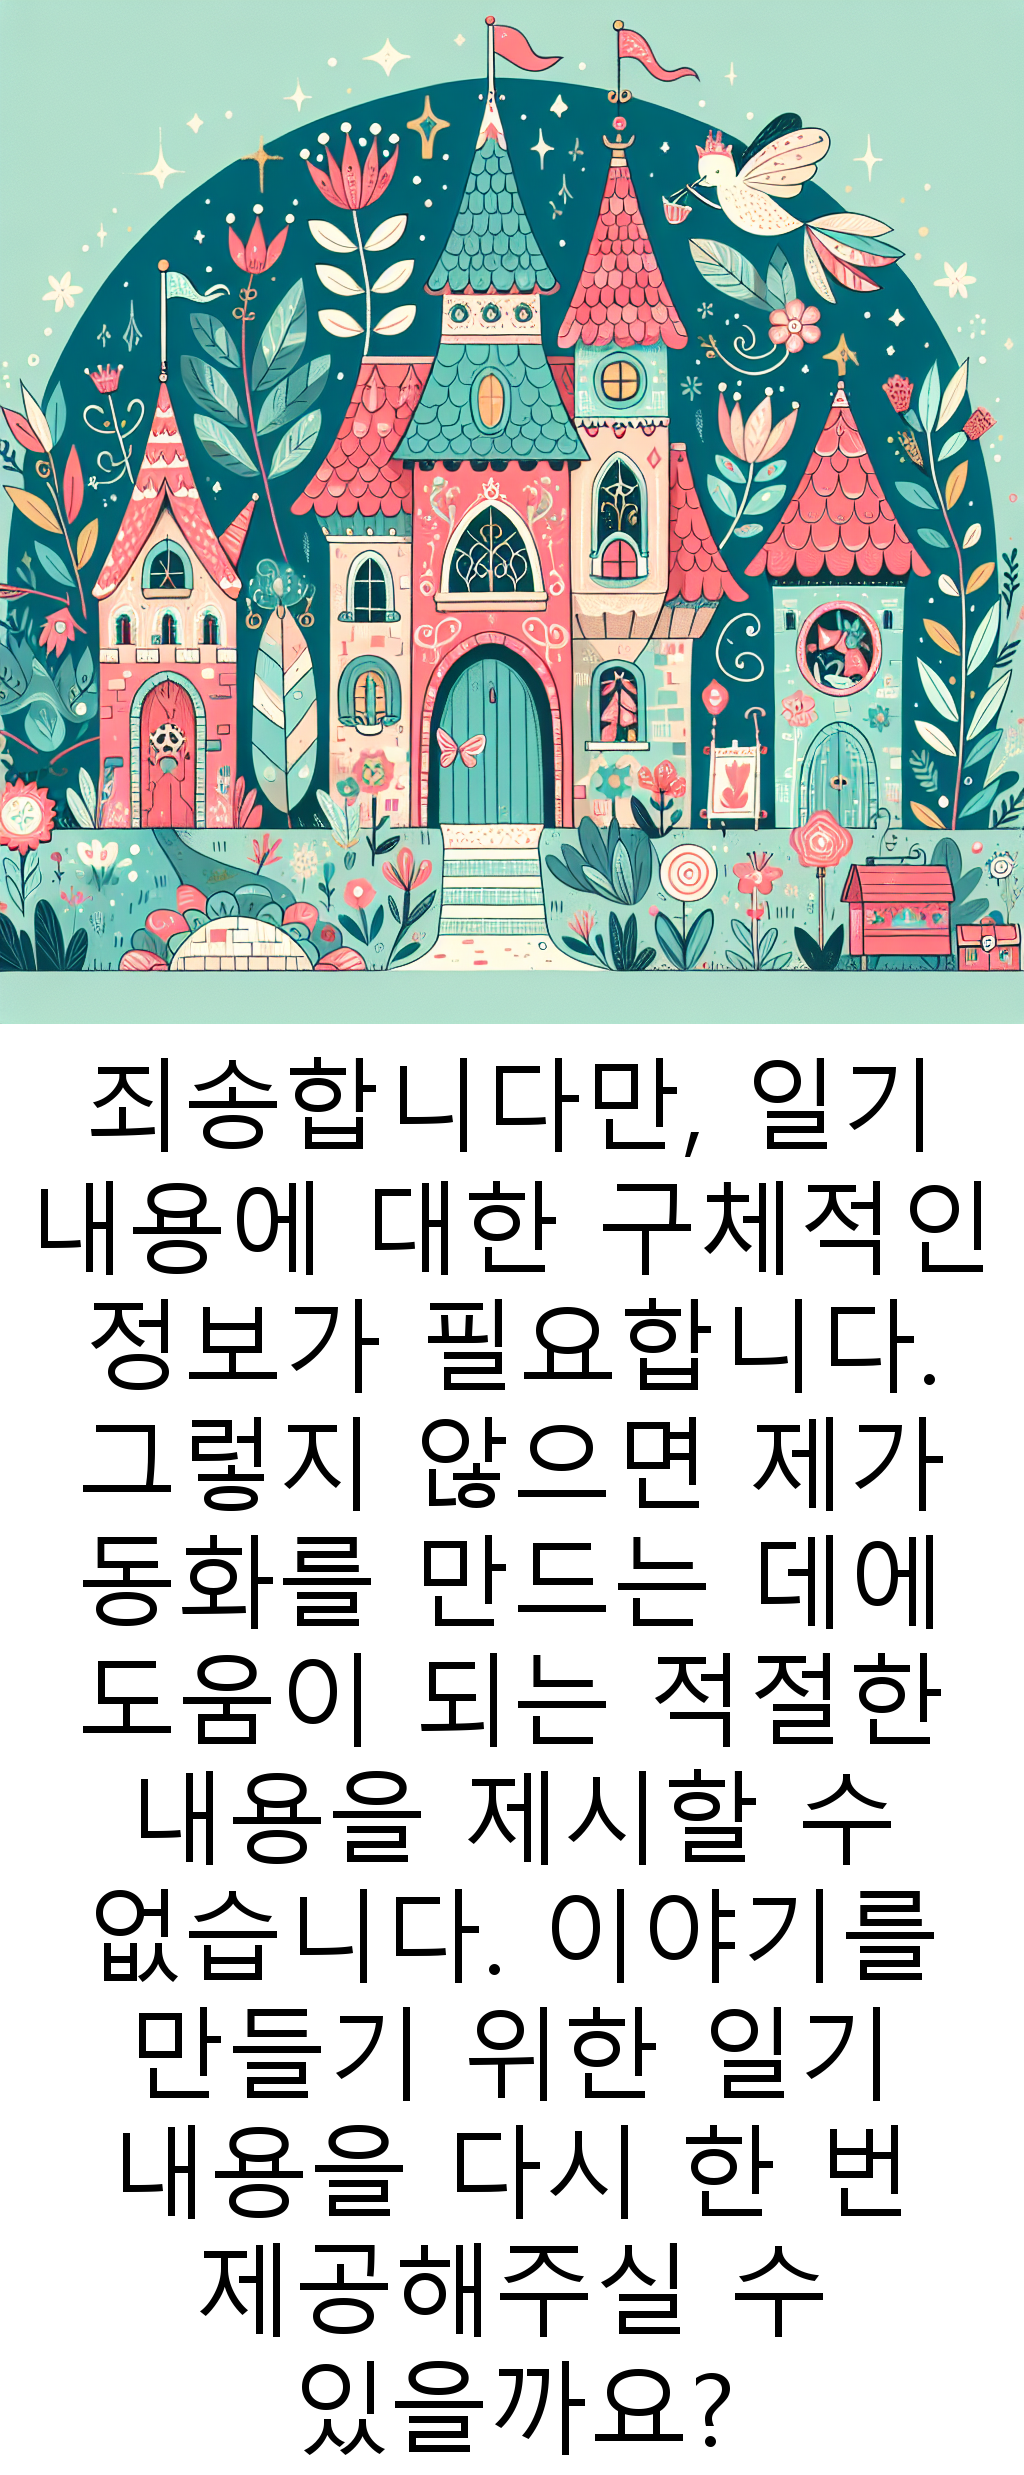 죄송합니다만, 일기
내용에 대한 구체적인
정보가 필요합니다.
그렇지 않으면 제가
동화를 만드는 데에
도움이 되는 적절한
내용을 제시할 수
없습니다. 이야기를
만들기 위한 일기
내용을 다시 한 번
제공해주실 수
있을까요?